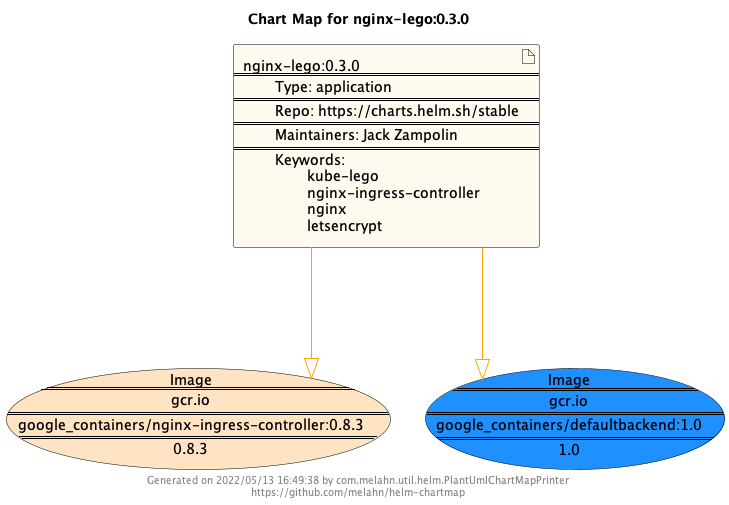 Chart Map for nginx-lego:0.3.0
nginx-lego:0.3.0
Type: application
Repo: https://charts.helm.sh/stable
Maintainers: Jack Zampolin
Keywords:
kube-lego
nginx-ingress-controller
nginx
letsencrypt
Image
gcr.io
google_containers/nginx-ingress-controller:0.8.3
0.8.3
Image
gcr.io
google_containers/defaultbackend:1.0
1.0
Generated on 2022/05/13 16:49:38 by com.melahn.util.helm.PlantUmlChartMapPrinter
https://github.com/melahn/helm-chartmap